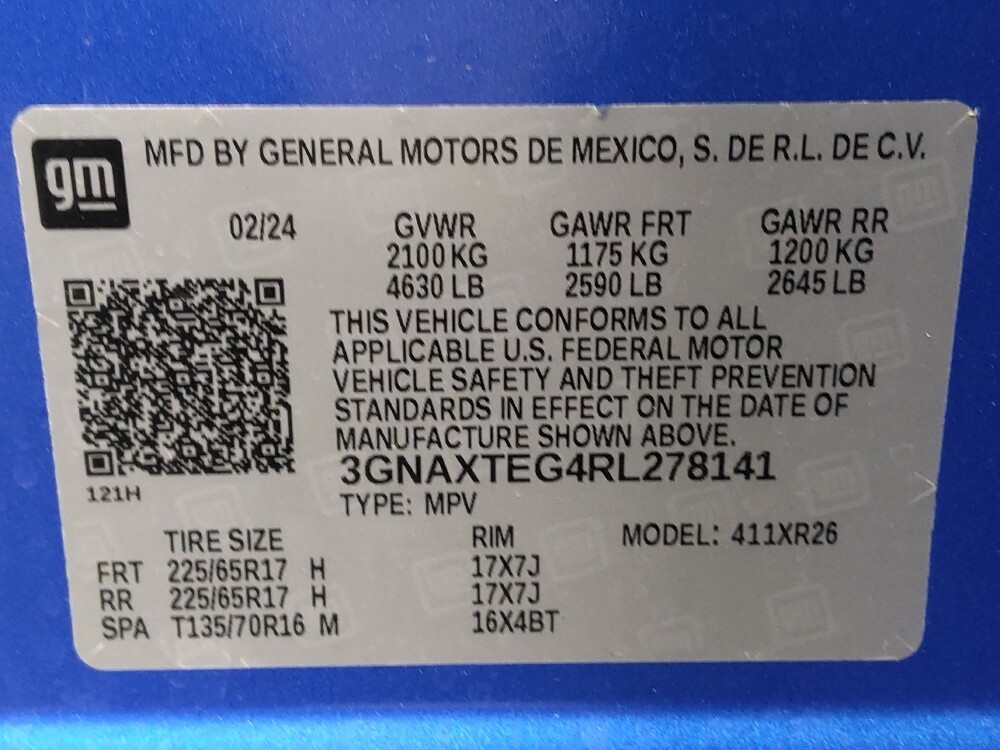 gm
MFD BY GENERAL MOTORS DE MEXICO, S. DE R.L. DE C.V.
02/24 GVWR GAWR FRT GAWR RR
2100 KG 1175 KG 1200 KG
4630 LB 2590 LB 2645 LB
THIS VEHICLE CONFORMS TO ALL
APPLICABLE U.S. FEDERAL MOTOR
VEHICLE SAFETY AND THEFT PREVENTION
STANDARDS IN EFFECT ON THE DATE OF
MANUFACTURE SHOWN ABOVE.
3GNAXTEG4RL278141
121H
TYPE: MPV
TIRE SIZE RIM MODEL: 411XR26
FRT 225/65R17 H 17X7J
RR 225/65R17 H 17X7J
SPA T135/70R16 M 16X4BT